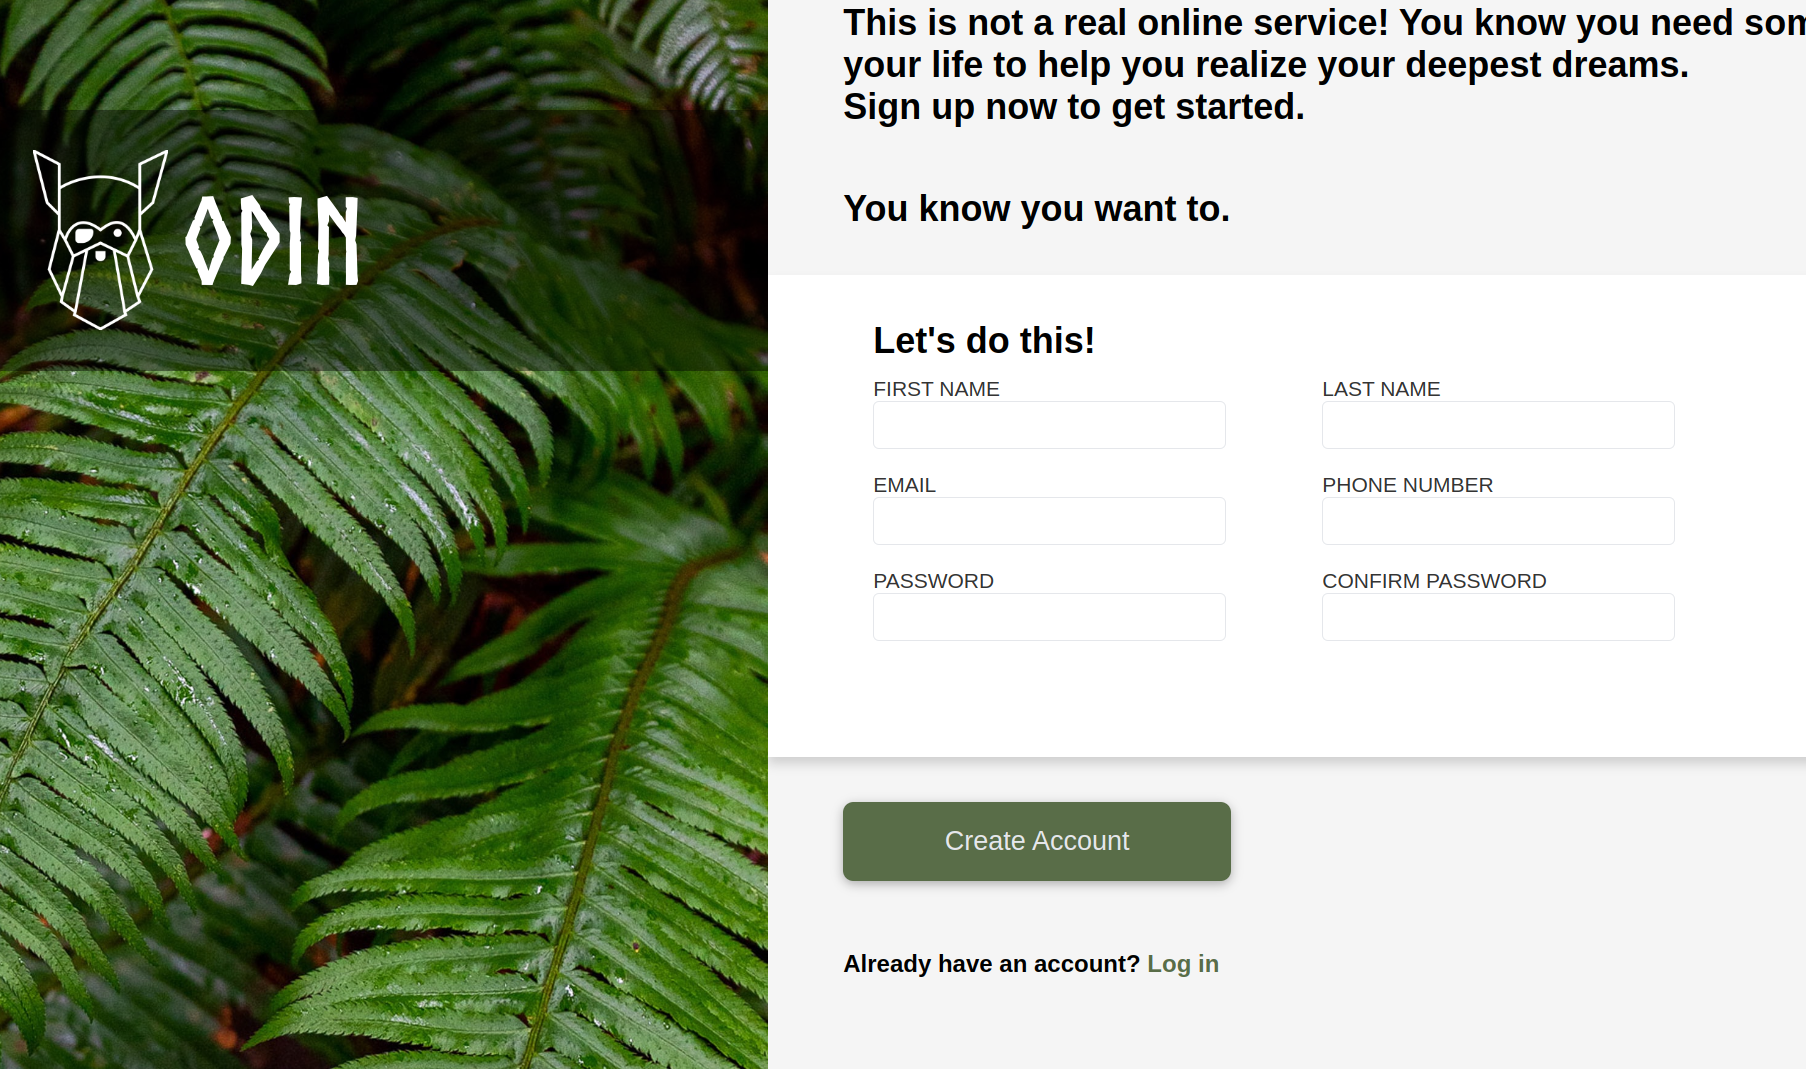 ODIN
This is not a real online service! You know you need
your life to help you realize your deepest dreams.
Sign up now to get started.
You know you want to.
Let's do this!
FIRST NAME
LAST NAME
EMAIL
PHONE NUMBER
PASSWORD
CONFIRM PASSWORD
Create Account
Already have an account? Log in